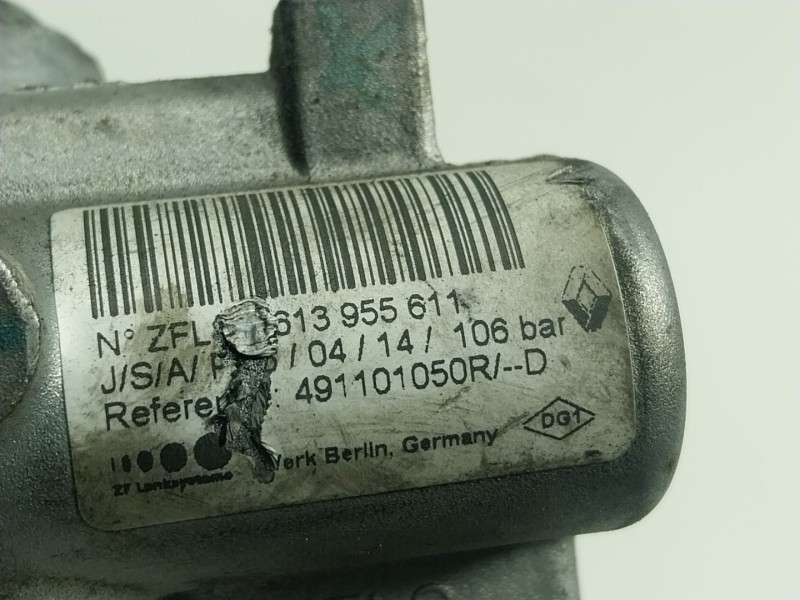 N° ZFL 613 955 611
J/S/A/ / 04 / 14 / 106 bar
: 491101050R/--D
Werk Berlin, Germany
DG1
ZF Lenksysteme